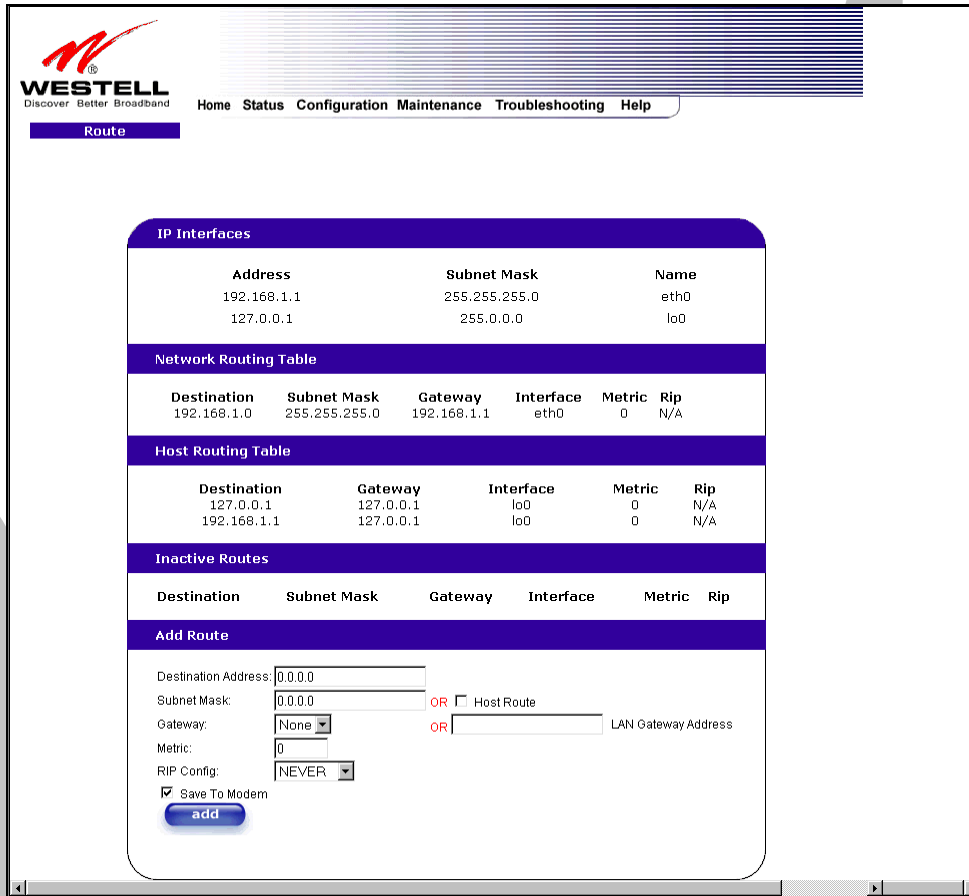 ®
WESTELL
Discover Better Broadband
Home Status Configuration Maintenance Troubleshooting Help
Route
IP Interfaces
Address Subnet Mask Name
192.168.1.1 255.255.255.0 eth0
127.0.0.1 255.0.0.0 lo0
Network Routing Table
Destination Subnet Mask Gateway Interface Metric Rip
192.168.1.0 255.255.255.0 192.168.1.1 eth0 0 N/A
Host Routing Table
Destination Gateway Interface Metric Rip
127.0.0.1 127.0.0.1 lo0 0 N/A
192.168.1.1 127.0.0.1 lo0 0 N/A
Inactive Routes
Destination Subnet Mask Gateway Interface Metric Rip
Add Route
Destination Address: 0.0.0.0
Subnet Mask: 0.0.0.0 OR Host Route
Gateway: None OR LAN Gateway Address
Metric: 0
RIP Config: NEVER
Save To Modem
add